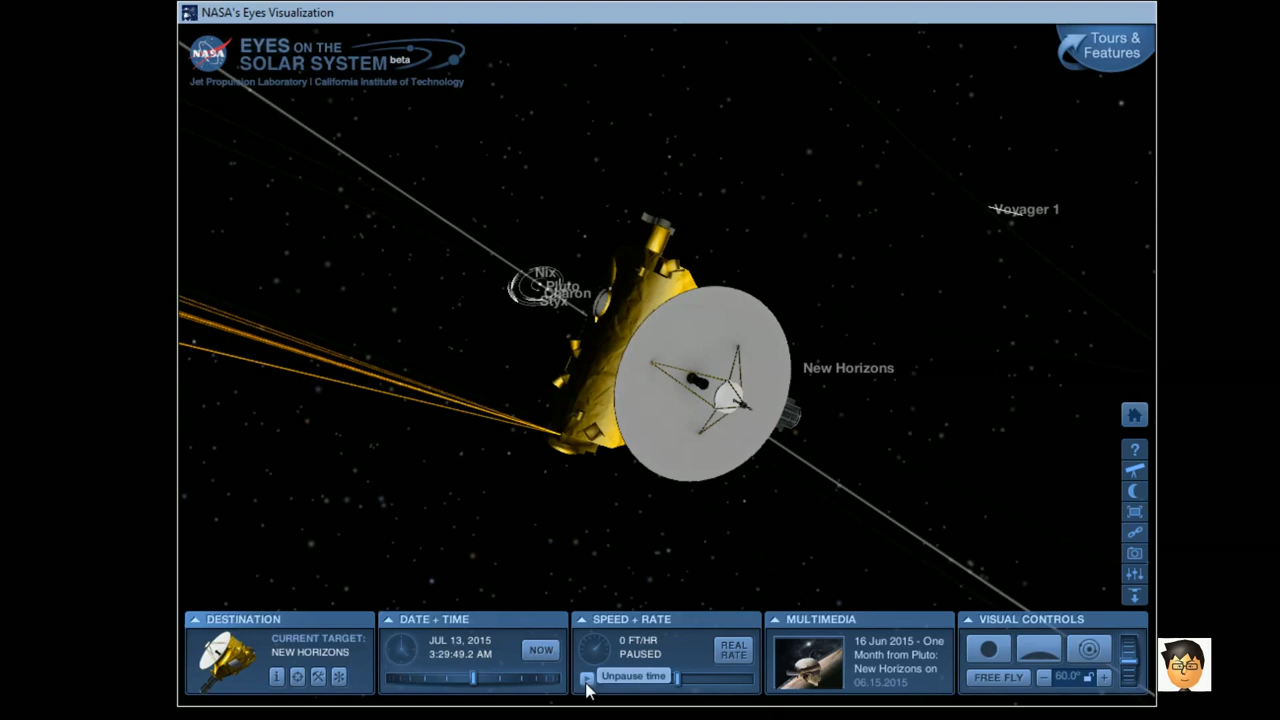 NASA's Eyes Visualization
NASA
EYES ON THE
SOLAR SYSTEM beta
Jet Propulsion Laboratory | California Institute of Technology
Tours &
Features
Voyager 1
Nix
Pluto
Charon
Styx
New Horizons
?
DESTINATION
CURRENT TARGET:
NEW HORIZONS
i
DATE + TIME
JUL 13, 2015
3:29:49.2 AM
NOW
SPEED + RATE
0 FT/HR
PAUSED
REAL
RATE
Unpause time
MULTIMEDIA
16 Jun 2015 - One
Month from Pluto:
New Horizons on
06.15.2015
VISUAL CONTROLS
FREE FLY
60.0°